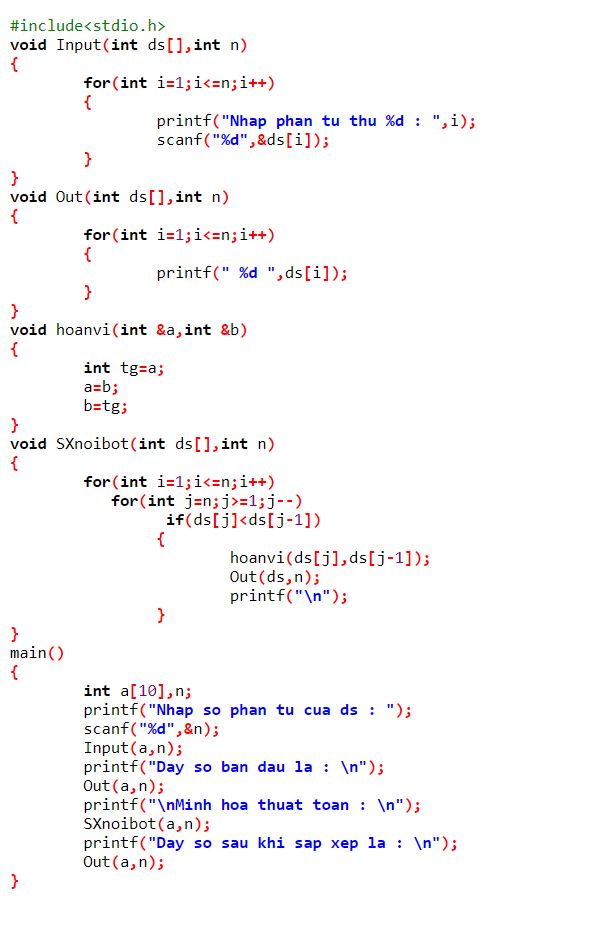 #include<stdio.h>
void Input(int ds[],int n)
{
for(int i=1;i<=n;i++)
{
printf("Nhap phan tu thu %d : ",i);
scanf("%d",&ds[i]);
}
}
void Out(int ds[],int n)
{
for(int i=1;i<=n;i++)
{
printf(" %d ",ds[i]);
}
}
void hoanvi(int &a,int &b)
{
int tg=a;
a=b;
b=tg;
}
void SXnoibot(int ds[],int n)
{
for(int i=1;i<=n;i++)
for(int j=n;j>=1;j--)
if(ds[j]<ds[j-1])
{
hoanvi(ds[j],ds[j-1]);
Out(ds,n);
printf("\n");
}
}
main()
{
int a[10],n;
printf("Nhap so phan tu cua ds : ");
scanf("%d",&n);
Input(a,n);
printf("Day so ban dau la : \n");
Out(a,n);
printf("\nMinh hoa thuat toan : \n");
SXnoibot(a,n);
printf("Day so sau khi sap xep la : \n");
Out(a,n);
}